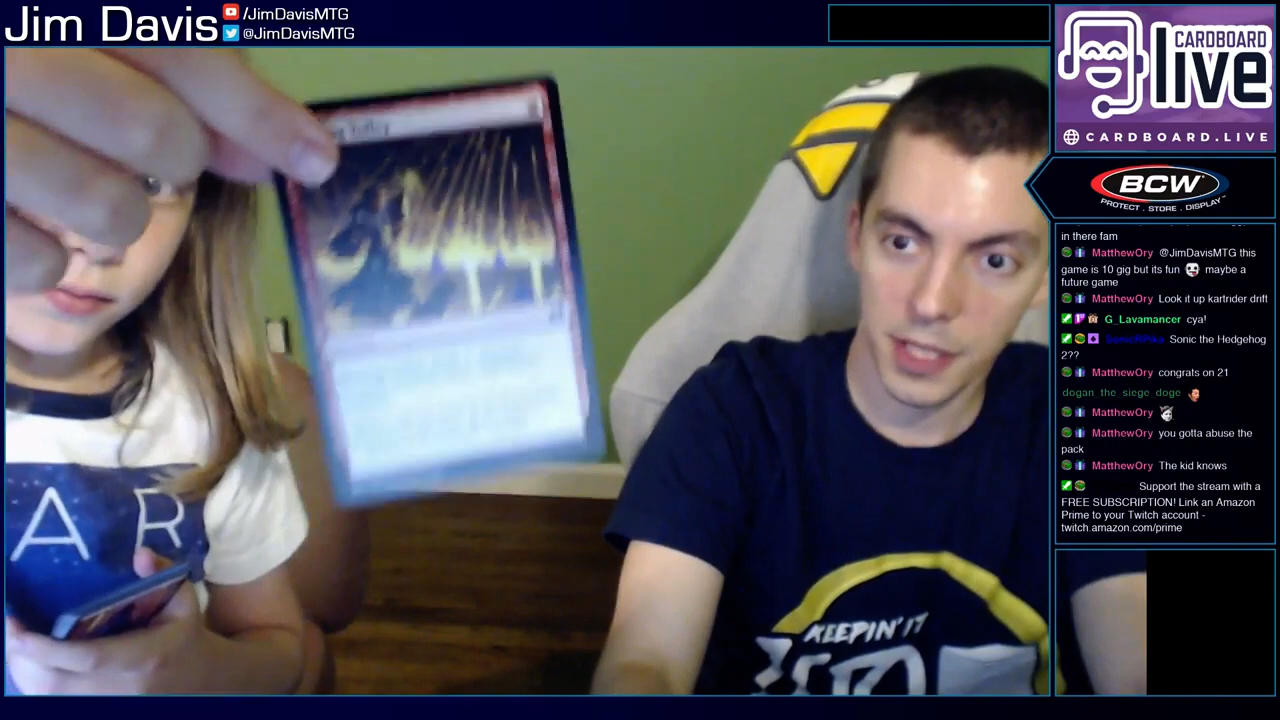 Jim Davis
/JimDavisMTG
@JimDavisMTG
CARDBOARD
live
CARDBOARD.LIVE
BCW
PROTECT . STORE . DISPLAY
in there fam
MatthewOry @JimDavisMTG this
game is 10 gig but its fun maybe a
future game
MatthewOry Look it up kartrider drift
G_Lavamancer cya!
Sonic the Hedgehog
2??
MatthewOry congrats on 21
dogan_the_siege_doge
MatthewOry
MatthewOry you gotta abuse the
pack
MatthewOry The kid knows
Support the stream with a
FREE SUBSCRIPTION! Link an Amazon
Prime to your Twitch account -
twitch.amazon.com/prime
A R
KEEPIN' IT